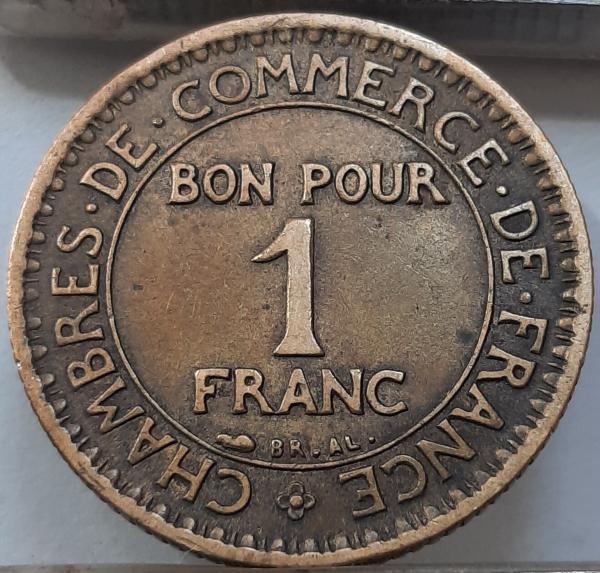 CHAMBRES·DE·COMMERCE·DE·FRANCE
BON POUR
1
FRANC
BR.AL.